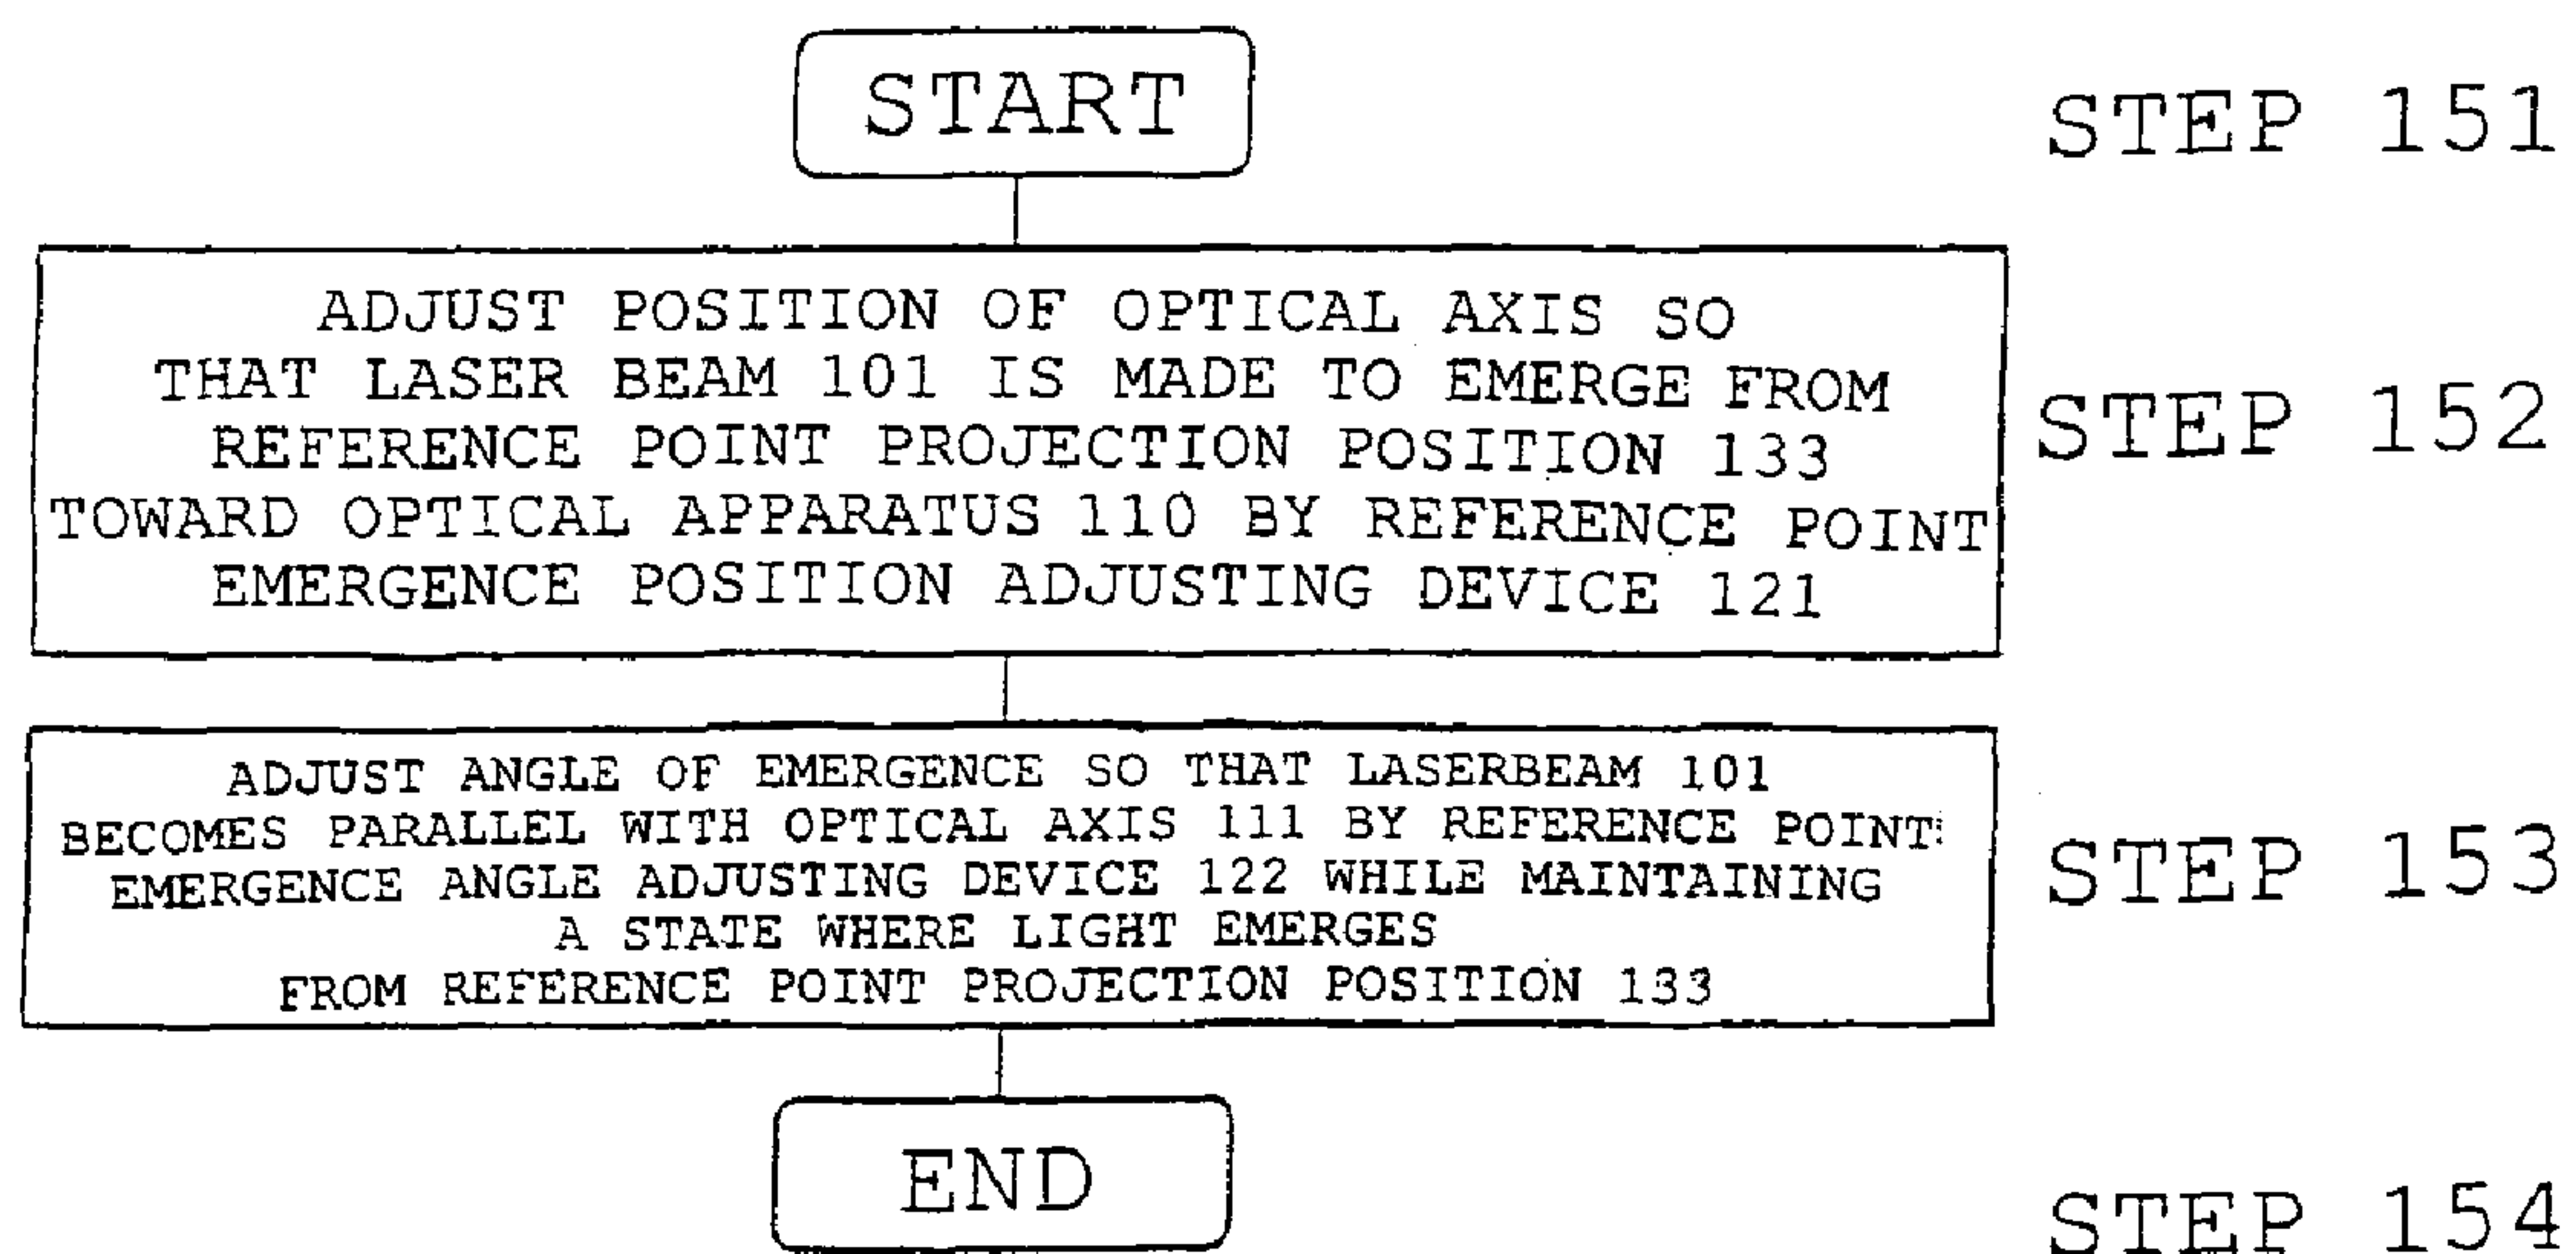 START
STEP 151
ADJUST POSITION OF OPTICAL AXIS SO
THAT LASER BEAM 101 IS MADE TO EMERGE FROM
REFERENCE POINT PROJECTION POSITION 133
TOWARD OPTICAL APPARATUS 110 BY REFERENCE POINT
EMERGENCE POSITION ADJUSTING DEVICE 121
STEP 152
ADJUST ANGLE OF EMERGENCE SO THAT LASERBEAM 101
BECOMES PARALLEL WITH OPTICAL AXIS 111 BY REFERENCE POINT
EMERGENCE ANGLE ADJUSTING DEVICE 122 WHILE MAINTAINING
A STATE WHERE LIGHT EMERGES
FROM REFERENCE POINT PROJECTION POSITION 133
STEP 153
END
STEP 154